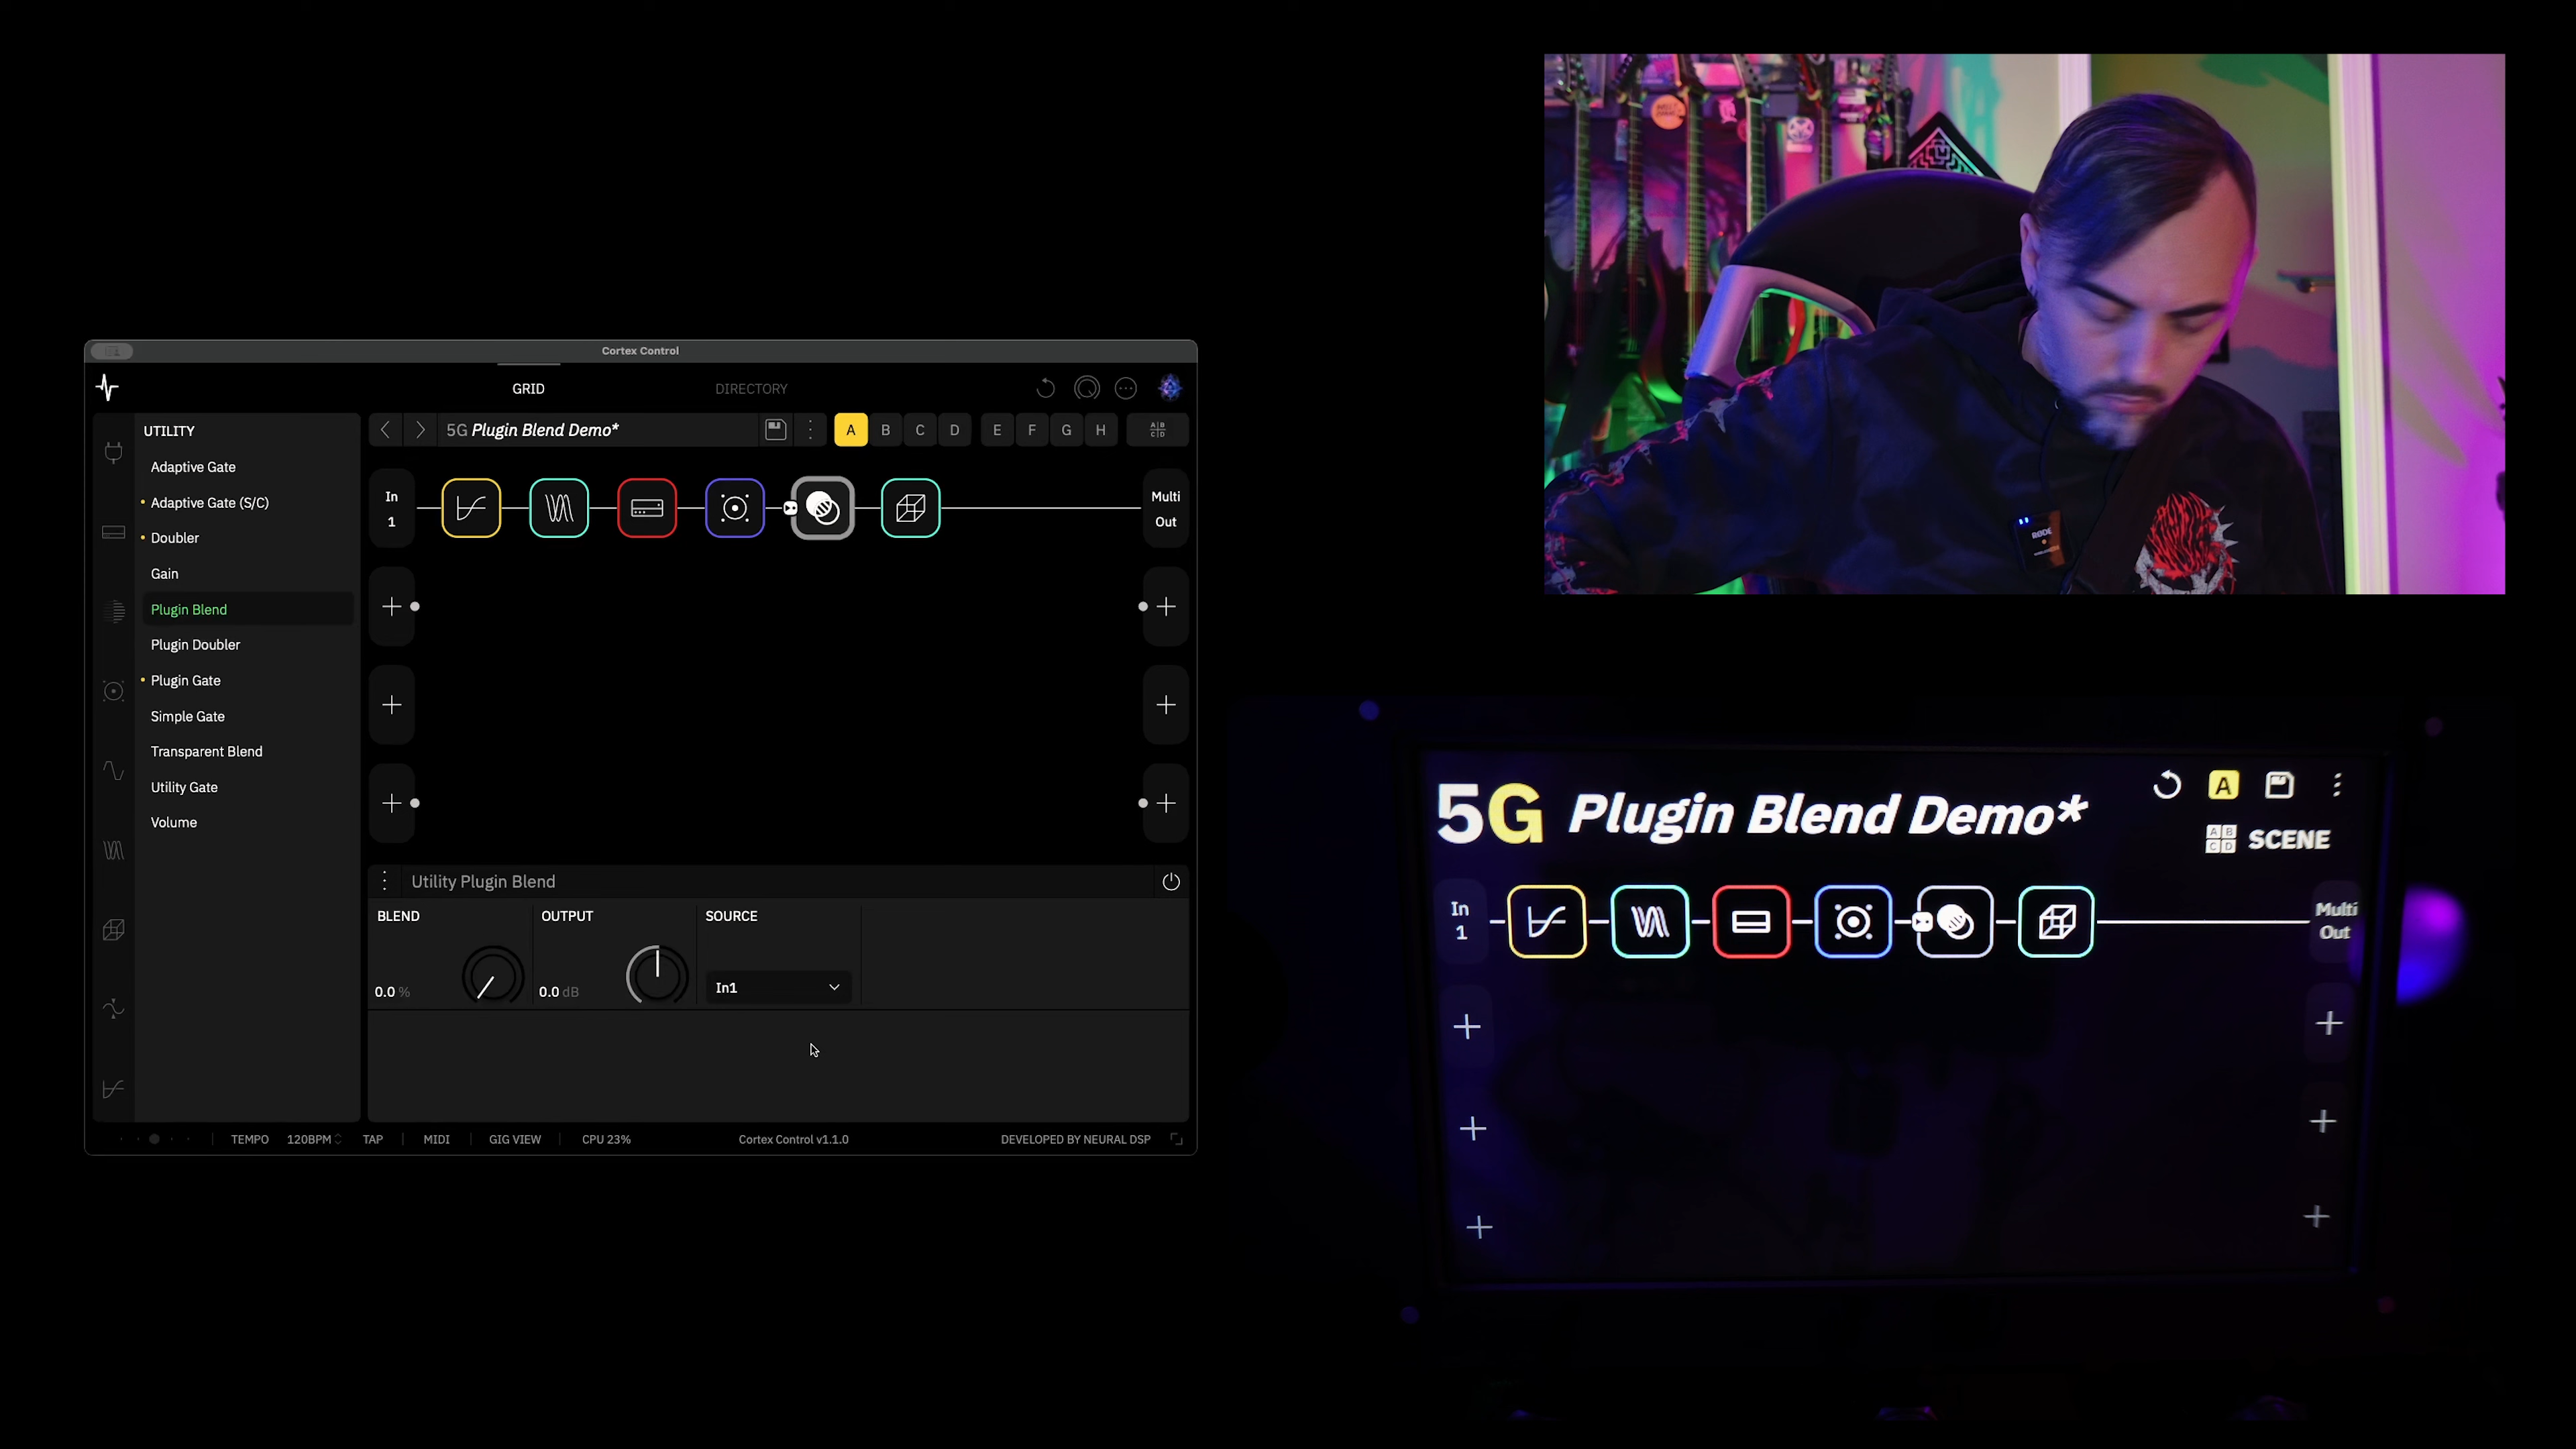 Cortex Control
GRID
DIRECTORY
UTILITY
Adaptive Gate
Adaptive Gate (S/C)
Doubler
Gain
Plugin Blend
Plugin Doubler
Plugin Gate
Simple Gate
Transparent Blend
Utility Gate
Volume
5G Plugin Blend Demo*
A B C D E F G H
A B
C D
In
1
Multi
Out
Utility Plugin Blend
BLEND
OUTPUT
SOURCE
0.0 %
0.0 dB
In1
TEMPO 120BPM TAP MIDI GIG VIEW CPU 23% Cortex Control v1.1.0 DEVELOPED BY NEURAL DSP
RØDE
5G Plugin Blend Demo*
A
A B
C D
SCENE
In
1
Multi
Out